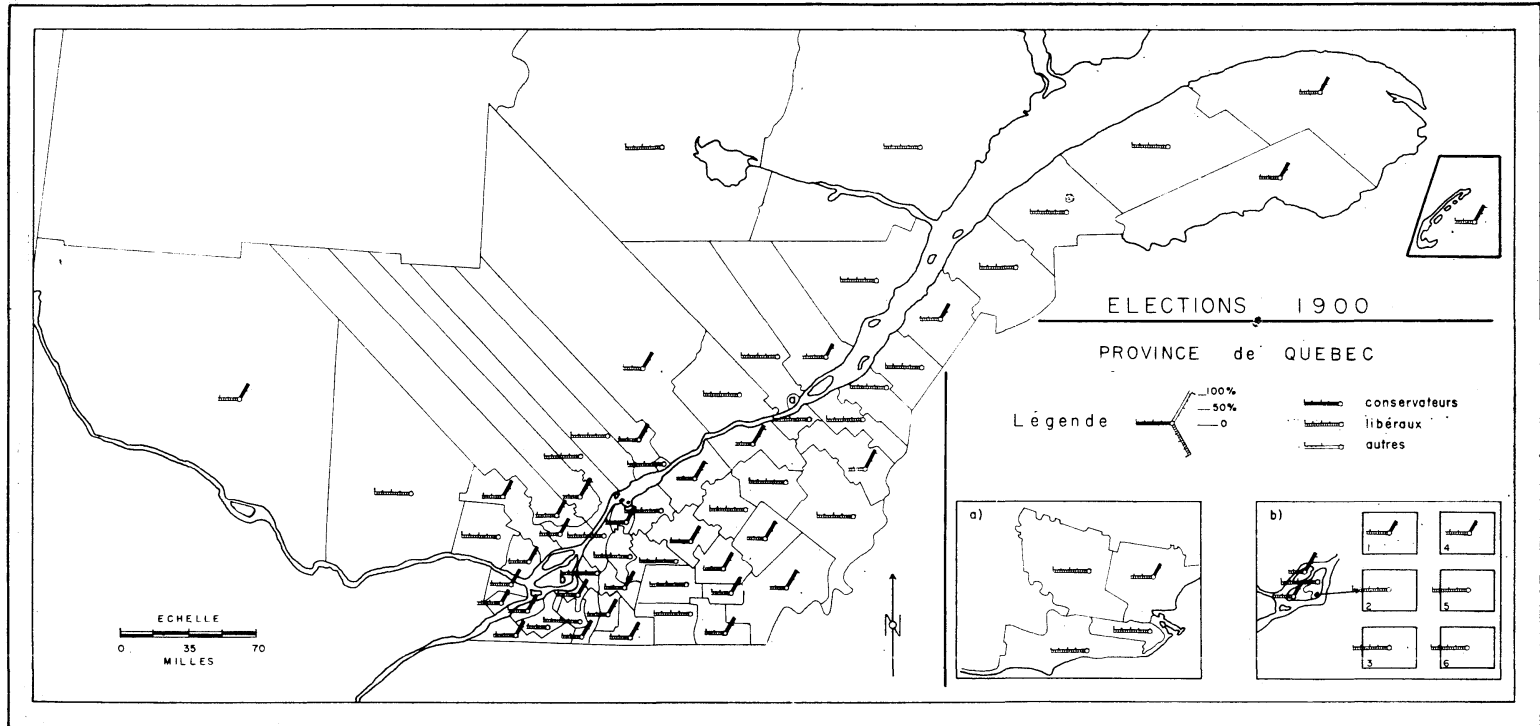 ELECTIONS 1900
PROVINCE de QUEBEC
Légende
100%
50%
0
conservateurs
libéraux
autres
a
b
ECHELLE
0 35 70
MILLES
N
a)
b)
1 4
2 5
3 6